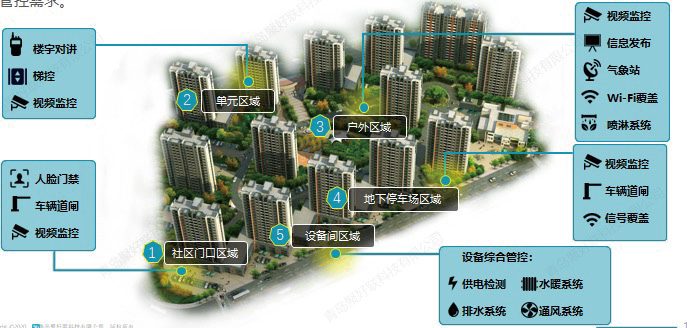 管控需求。
楼宇对讲
梯控
视频监控
人脸门禁
车辆道闸
视频监控
2 单元区域
3 户外区域
4 地下停车场区域
5 设备间区域
1 社区门口区域
视频监控
信息发布
气象站
Wi-Fi覆盖
喷淋系统
视频监控
车辆道闸
信号覆盖
设备综合管控：
供电检测 水暖系统
排水系统 通风系统